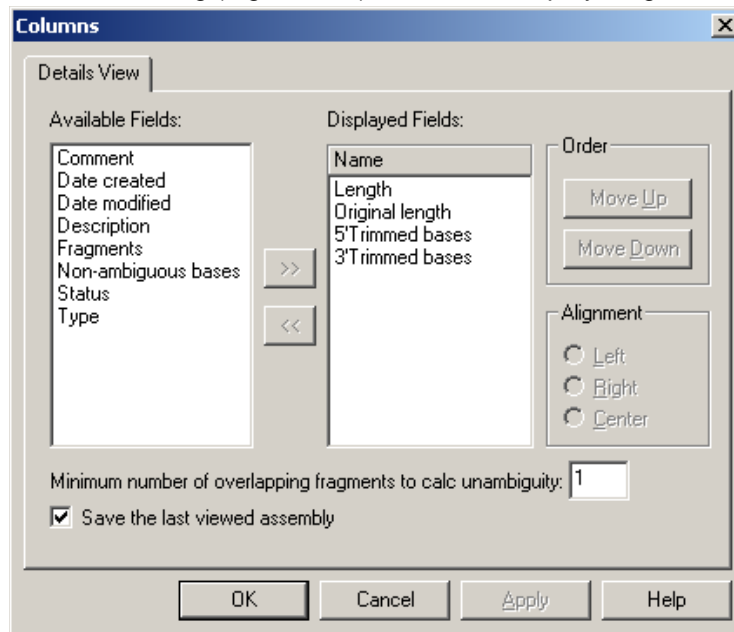 Columns
Details View
Available Fields:
Comment
Date created
Date modified
Description
Fragments
Non-ambiguous bases
Status
Type
>>
<<
Displayed Fields:
Name
Length
Original length
5'Trimmed bases
3'Trimmed bases
Order
Move Up
Move Down
Alignment
Left
Right
Center
Minimum number of overlapping fragments to calc unambiguity: 1
Save the last viewed assembly
OK
Cancel
Apply
Help